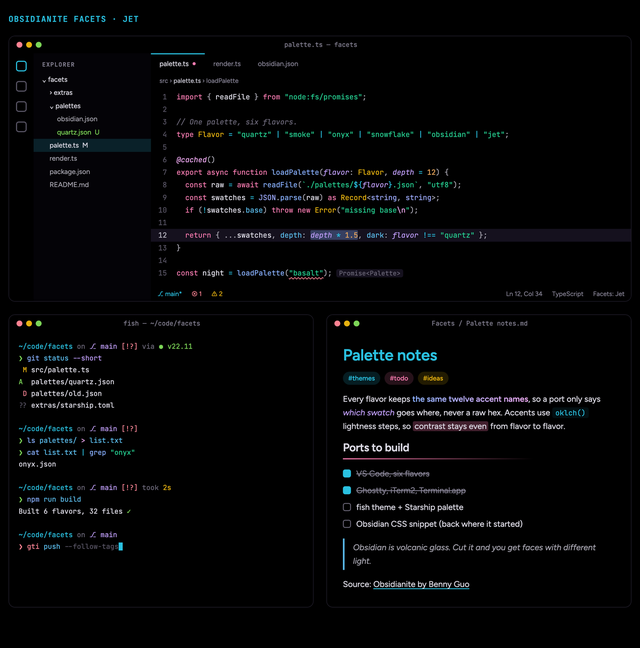 OBSIDIANITE FACETS · JET
palette.ts — facets
EXPLORER
facets
extras
palettes
obsidian.json
quartz.json U
palette.ts M
render.ts
package.json
README.md
palette.ts
render.ts
obsidian.json
src › palette.ts › loadPalette
1 import { readFile } from "node:fs/promises";
2
3 // One palette, six flavors.
4 type Flavor = "quartz" | "smoke" | "onyx" | "snowflake" | "obsidian" | "jet";
5
6 @cached()
7 export async function loadPalette(flavor: Flavor, depth = 12) {
8 const raw = await readFile(`./palettes/${flavor}.json`, "utf8");
9 const swatches = JSON.parse(raw) as Record<string, string>;
10 if (!swatches.base) throw new Error("missing base\n");
11
12 return { ...swatches, depth: depth * 1.5, dark: flavor !== "quartz" };
13 }
14
15 const night = loadPalette("basalt"); Promise<Palette>
main* 1 2
Ln 12, Col 34 TypeScript Facets: Jet
fish — ~/code/facets
~/code/facets on ⎇ main [!?] via ● v22.11
❯ git status --short
M src/palette.ts
A palettes/quartz.json
D palettes/old.json
?? extras/starship.toml
~/code/facets on ⎇ main [!?]
❯ ls palettes/ > list.txt
❯ cat list.txt | grep "onyx"
onyx.json
~/code/facets on ⎇ main [!?] took 2s
❯ npm run build
Built 6 flavors, 32 files ✓
~/code/facets on ⎇ main
❯ gti push --follow-tags
Facets / Palette notes.md
Palette notes
#themes #todo #ideas
Every flavor keeps the same twelve accent names, so a port only says
which swatch goes where, never a raw hex. Accents use oklch()
lightness steps, so contrast stays even from flavor to flavor.
Ports to build
VS Code, six flavors
Ghostty, iTerm2, Terminal.app
fish theme + Starship palette
Obsidian CSS snippet (back where it started)
Obsidian is volcanic glass. Cut it and you get faces with different
light.
Source: Obsidianite by Benny Guo